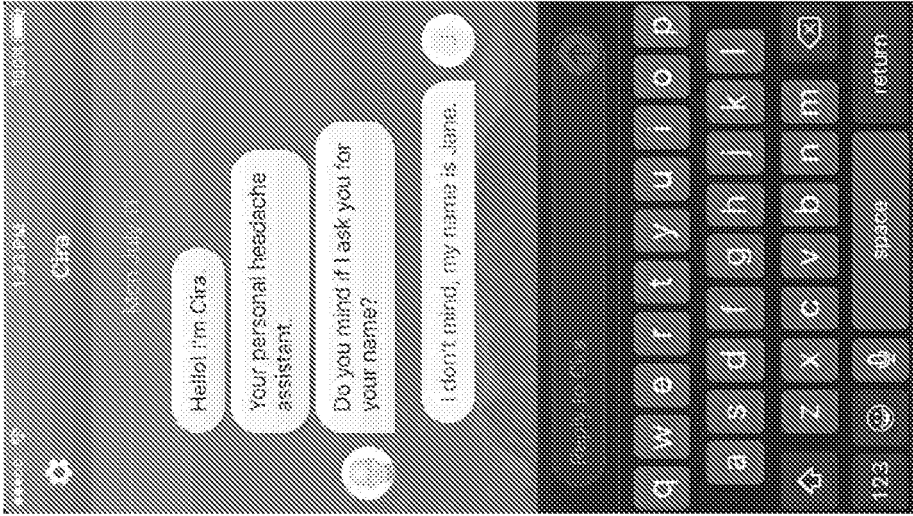 Cira
Hello! I'm Cira
Your personal headache
assistant
Do you mind if I ask you for
your name?
I don't mind, my name is Jane.
q w e r t y u i o p
a s d f g h j k l
z x c v b n m
123 space return